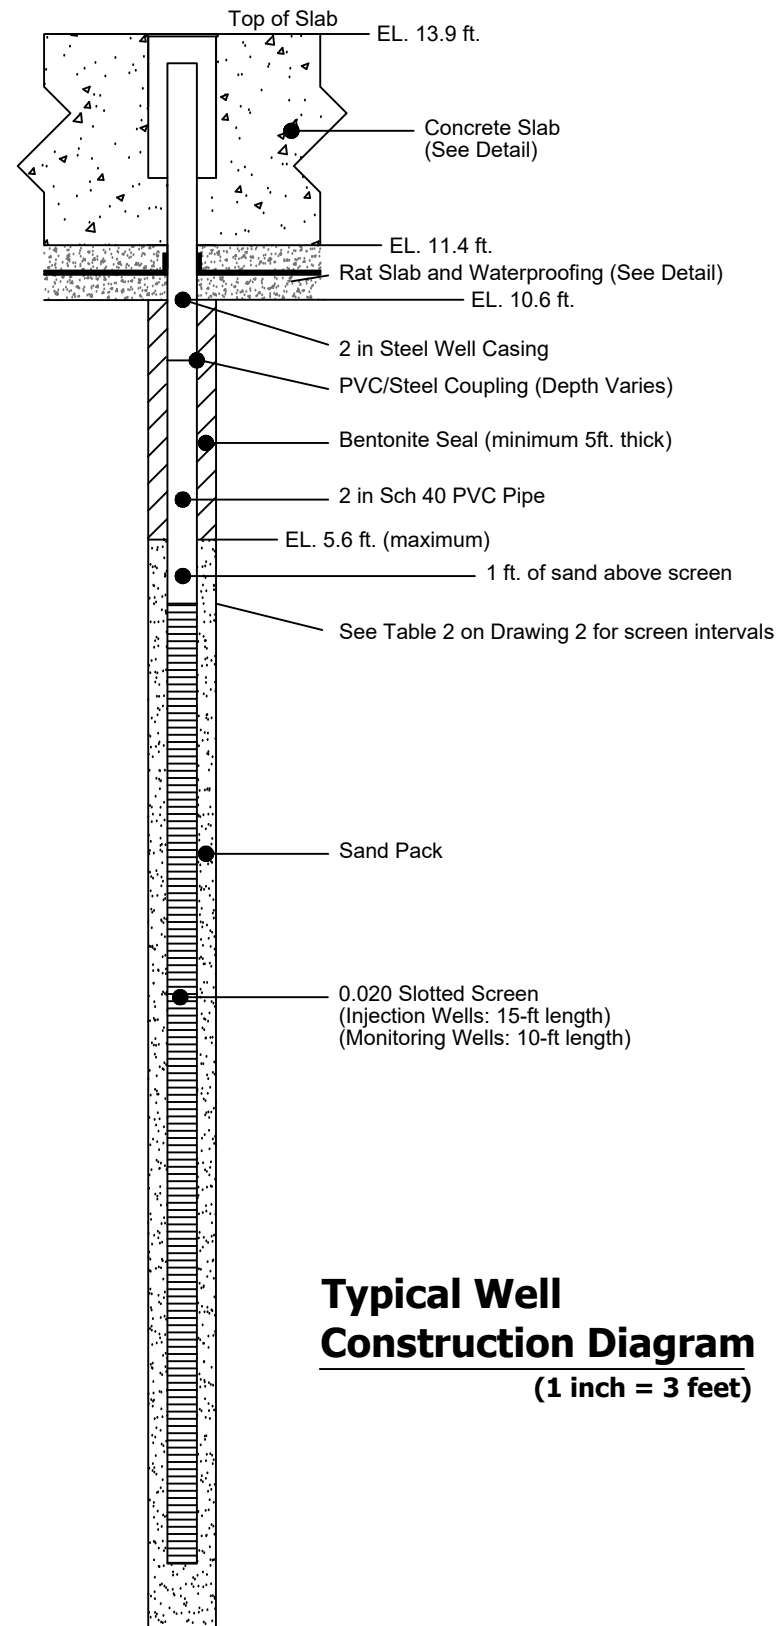 Top of Slab
EL. 13.9 ft.
Concrete Slab
(See Detail)
EL. 11.4 ft.
Rat Slab and Waterproofing (See Detail)
EL. 10.6 ft.
2 in Steel Well Casing
PVC/Steel Coupling (Depth Varies)
Bentonite Seal (minimum 5ft. thick)
2 in Sch 40 PVC Pipe
EL. 5.6 ft. (maximum)
1 ft. of sand above screen
See Table 2 on Drawing 2 for screen intervals
Sand Pack
0.020 Slotted Screen
(Injection Wells: 15-ft length)
(Monitoring Wells: 10-ft length)
Typical Well
Construction Diagram
(1 inch = 3 feet)